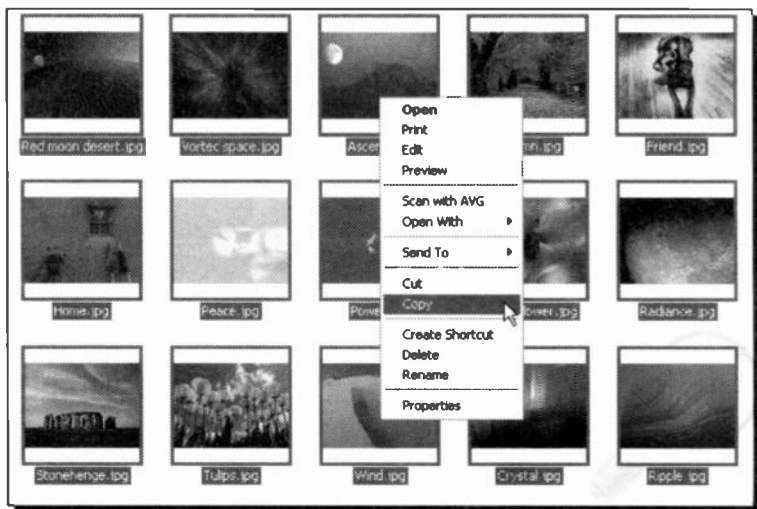 Red moon desert.jpg
Vortec space.jpg
Friend.jpg
Open
Print
Edit
Preview
Scan with AVG
Open With
Send To
Cut
Copy
Create Shortcut
Delete
Rename
Properties
Home.jpg
Peace.jpg
Radiance.jpg
Stonehenge.jpg
Tulips.jpg
Wind.jpg
Crystal.jpg
Ripple.jpg